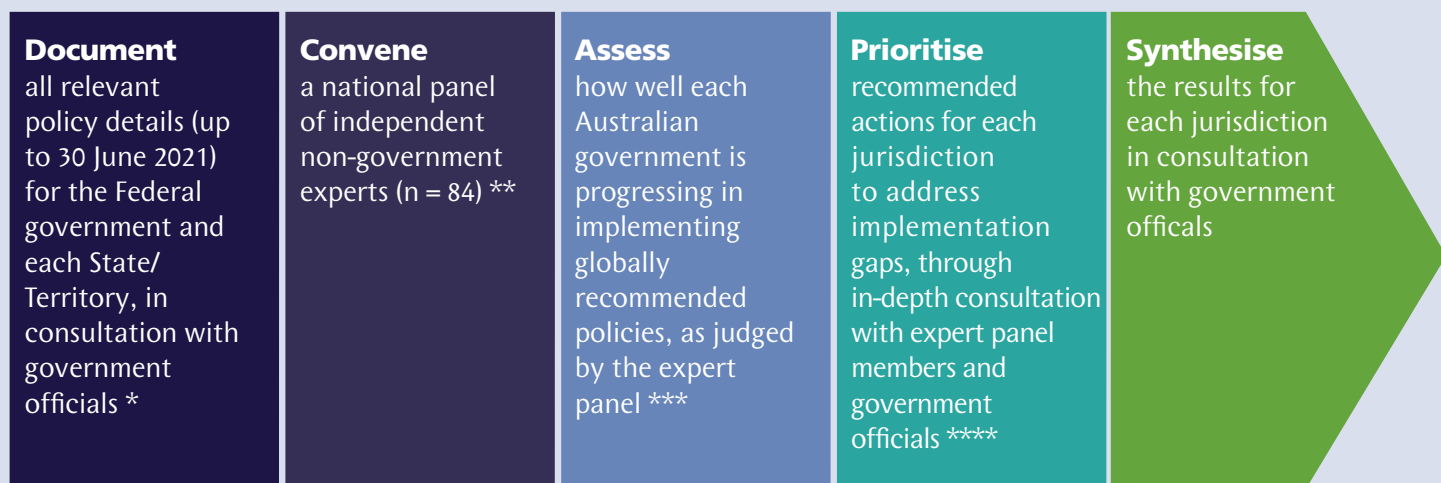 Document
all relevant
policy details (up
to 30 June 2021)
for the Federal
government and
each State/
Territory, in
consultation with
government
officials *
Convene
a national panel
of independent
non-government
experts (n = 84) **
Assess
how well each
Australian
government is
progressing in
implementing
globally
recommended
policies, as judged
by the expert
panel ***
Prioritise
recommended
actions for each
jurisdiction
to address
implementation
gaps, through
in-depth consultation
with expert panel
members and
government
officials ****
Synthesise
the results for
each jurisdiction
in consultation
with government
officals